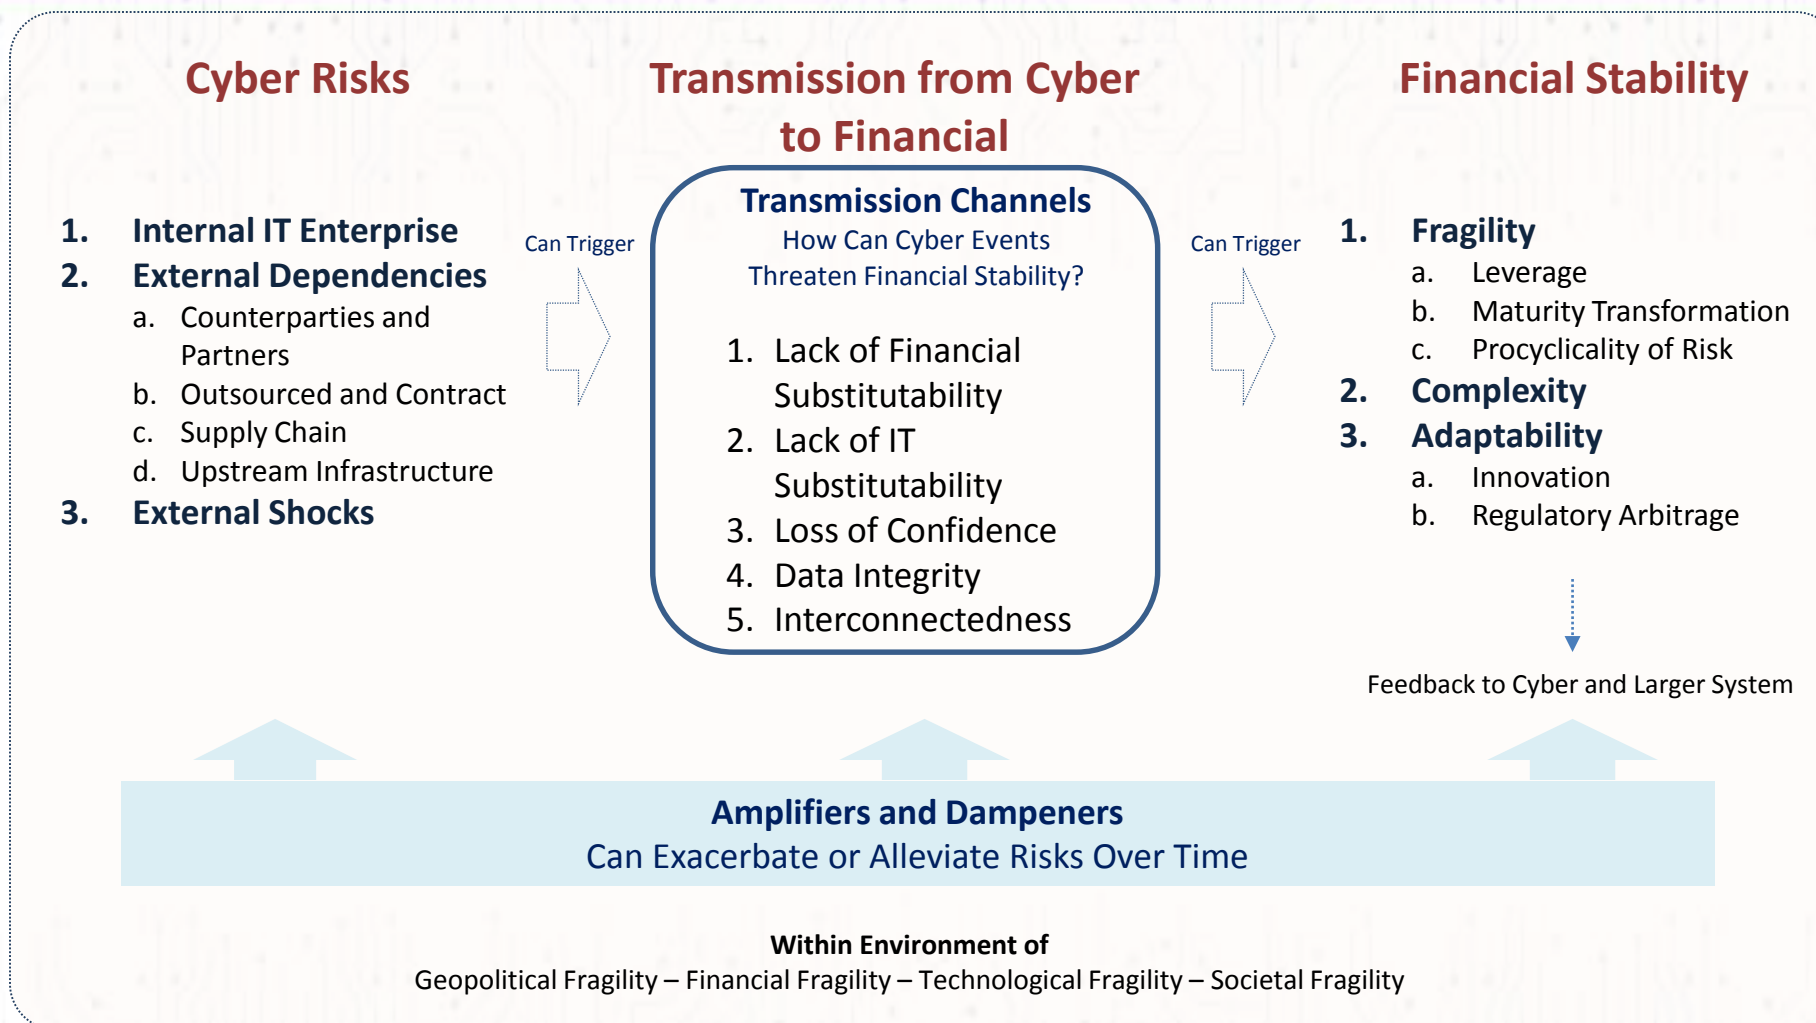 Cyber Risks
1. Internal IT Enterprise
2. External Dependencies
a. Counterparties and
Partners
b. Outsourced and Contract
c. Supply Chain
d. Upstream Infrastructure
3. External Shocks
Can Trigger
Transmission from Cyber
to Financial
Transmission Channels
How Can Cyber Events
Threaten Financial Stability?
1. Lack of Financial
Substitutability
2. Lack of IT
Substitutability
3. Loss of Confidence
4. Data Integrity
5. Interconnectedness
Can Trigger
Financial Stability
1. Fragility
a. Leverage
b. Maturity Transformation
c. Procyclicality of Risk
2. Complexity
3. Adaptability
a. Innovation
b. Regulatory Arbitrage
Feedback to Cyber and Larger System
Amplifiers and Dampeners
Can Exacerbate or Alleviate Risks Over Time
Within Environment of
Geopolitical Fragility – Financial Fragility – Technological Fragility – Societal Fragility